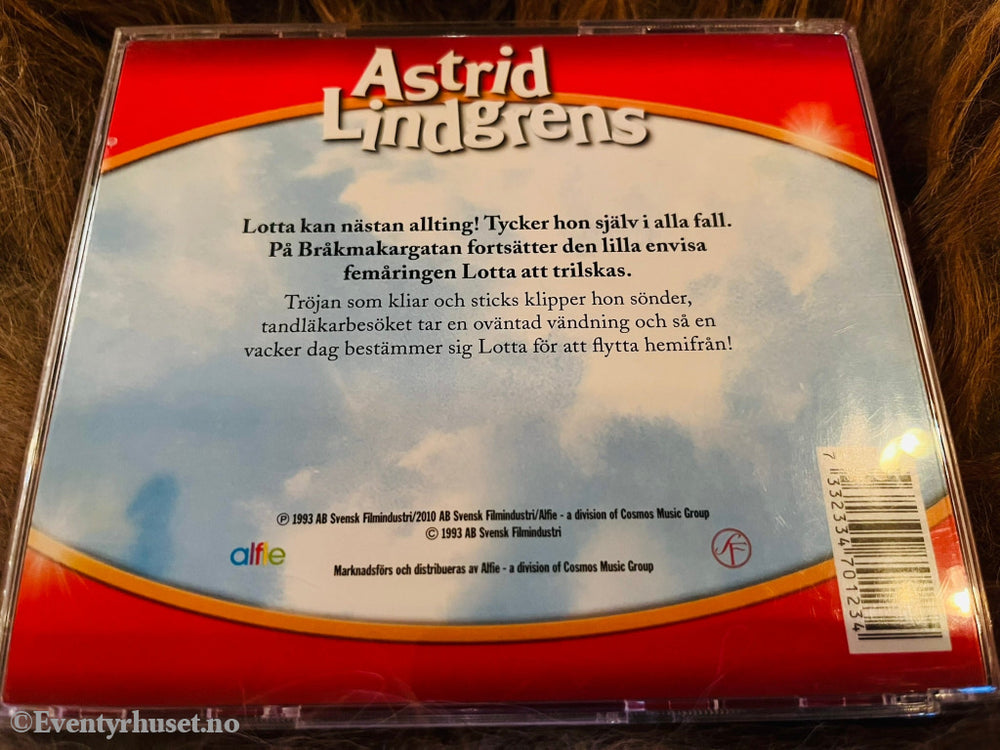 Astrid
Lindgrens
Lotta kan nästan allting! Tycker hon själv i alla fall.
På Bråkmakargatan fortsätter den lilla envisa
femåringen Lotta att trilskas.
Tröjan som kliar och sticks klipper hon sönder,
tandläkarbesöket tar en oväntad vändning och så en
vacker dag bestämmer sig Lotta för att flytta hemifrån!
℗ 1993 AB Svensk Filmindustri/2010 AB Svensk Filmindustri/Alfie - a division of Cosmos Music Group
© 1993 AB Svensk Filmindustri
alfie
SF
Marknadsförs och distribueras av Alfie - a division of Cosmos Music Group
7 332334 701234
©Eventyrhuset.no